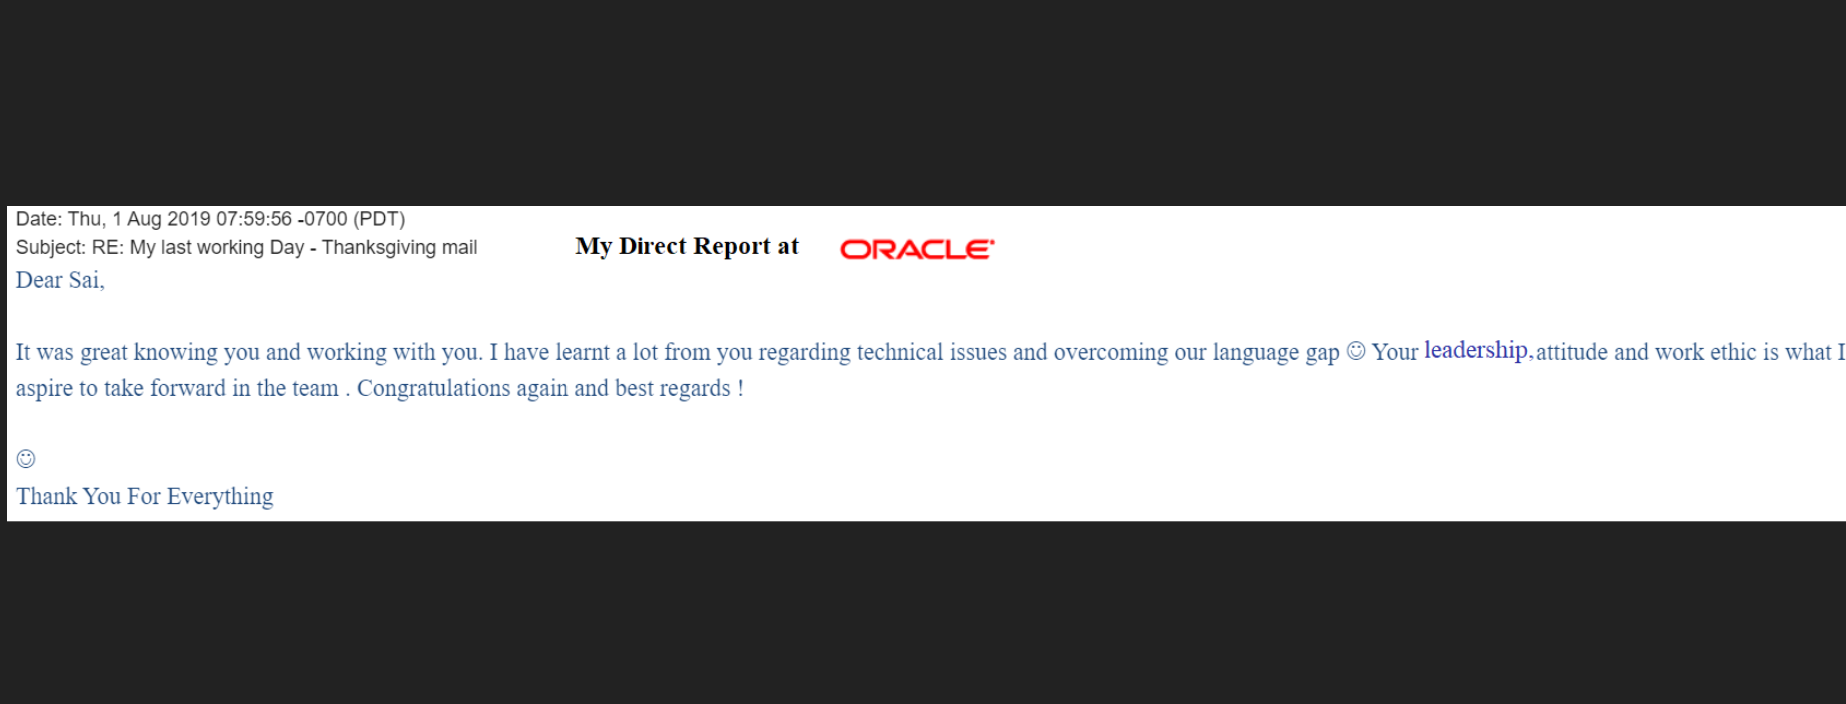 Date: Thu, 1 Aug 2019 07:59:56 -0700 (PDT)
Subject: RE: My last working Day - Thanksgiving mail
My Direct Report at ORACLE
Dear Sai,
It was great knowing you and working with you. I have learnt a lot from you regarding technical issues and overcoming our language gap ☺ Your leadership,attitude and work ethic is what I
aspire to take forward in the team . Congratulations again and best regards !
☺
Thank You For Everything